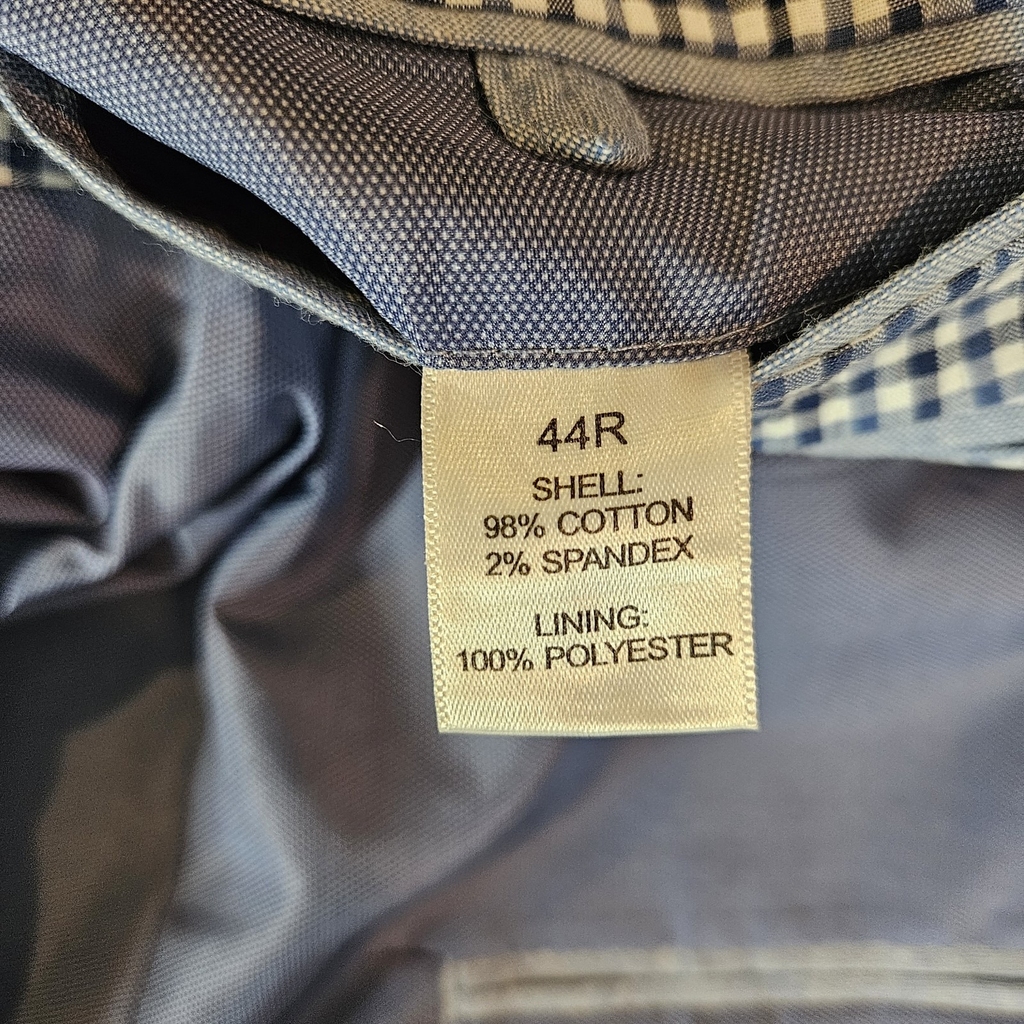 44R
SHELL:
98% COTTON
2% SPANDEX
LINING:
100% POLYESTER